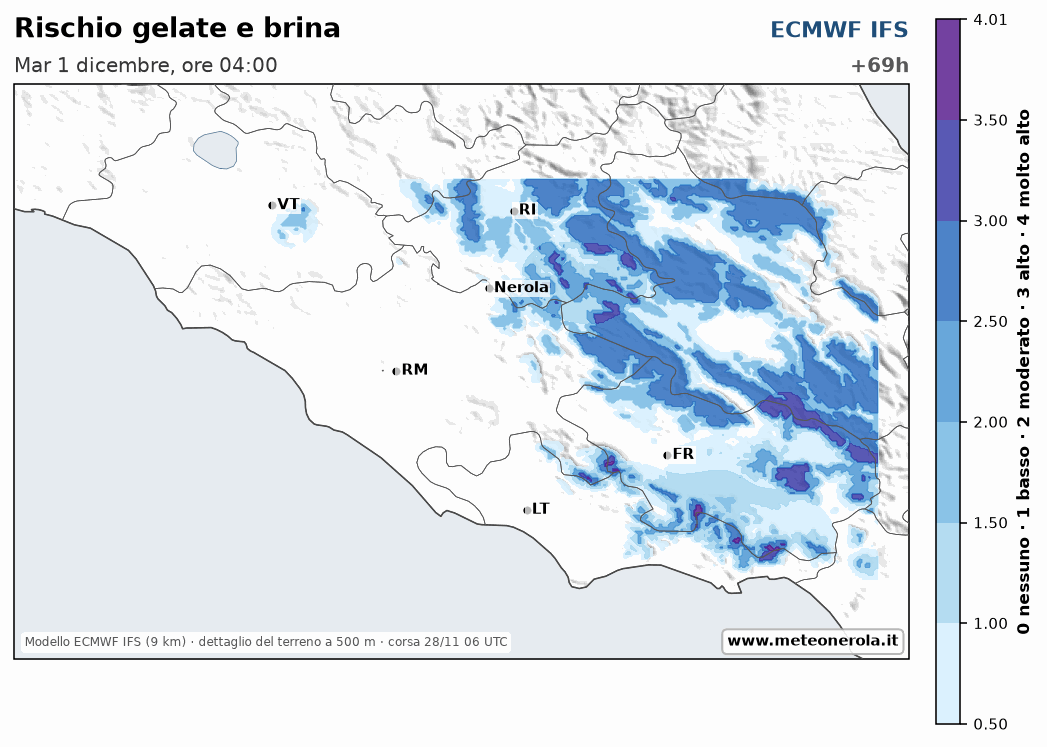 Rischio gelate e brina
ECMWF IFS
Mar 1 dicembre, ore 04:00
+69h
VT
RI
Nerola
RM
FR
LT
Modello ECMWF IFS (9 km) · dettaglio del terreno a 500 m · corsa 28/11 06 UTC
www.meteonerola.it
4.01
3.50
3.00
2.50
2.00
1.50
1.00
0.50
0 nessuno · 1 basso · 2 moderato · 3 alto · 4 molto alto